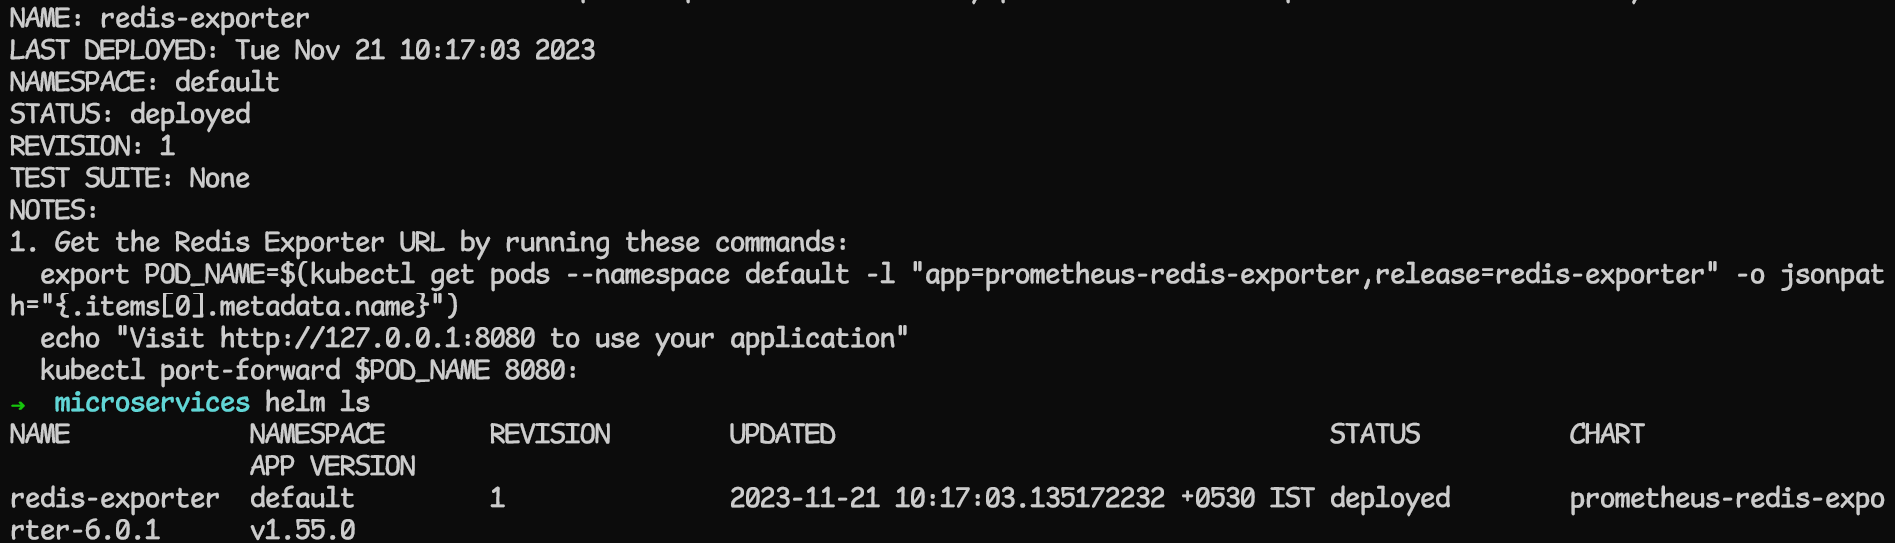 NAME: redis-exporter
LAST DEPLOYED: Tue Nov 21 10:17:03 2023
NAMESPACE: default
STATUS: deployed
REVISION: 1
TEST SUITE: None
NOTES:
1. Get the Redis Exporter URL by running these commands:
  export POD_NAME=$(kubectl get pods --namespace default -l "app=prometheus-redis-exporter,release=redis-exporter" -o jsonpat
h="{.items[0].metadata.name}")
  echo "Visit http://127.0.0.1:8080 to use your application"
  kubectl port-forward $POD_NAME 8080:
→  microservices helm ls
NAME            NAMESPACE       REVISION        UPDATED                                 STATUS          CHART
                APP VERSION
redis-exporter  default         1               2023-11-21 10:17:03.135172232 +0530 IST deployed        prometheus-redis-expo
rter-6.0.1      v1.55.0